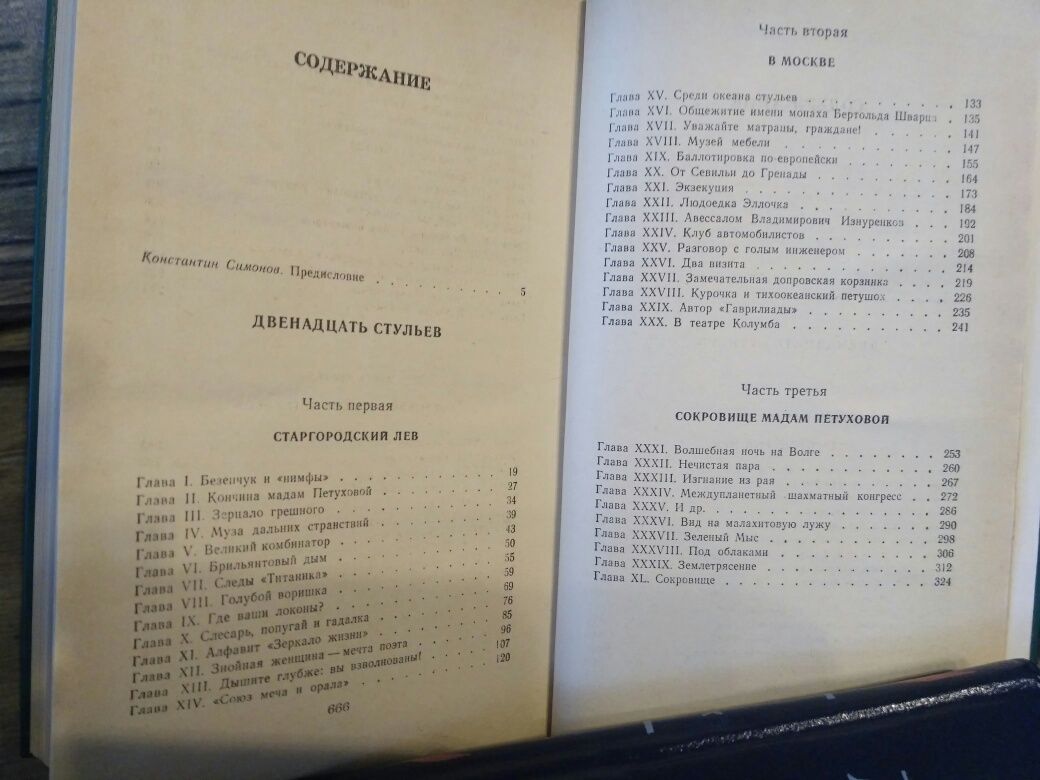 СОДЕРЖАНИЕ
Константин Симонов. Предисловие . . . . . . . . . . 5
ДВЕНАДЦАТЬ СТУЛЬЕВ
Часть первая
СТАРГОРОДСКИЙ ЛЕВ
Глава I. Безенчук и «нимфы» . . . . . . . . . . 19
Глава II. Кончина мадам Петуховой . . . . . . . . 27
Глава III. Зерцало грешного . . . . . . . . . . 34
Глава IV. Муза дальних странствий . . . . . . . . 39
Глава V. Великий комбинатор . . . . . . . . . . 43
Глава VI. Брильянтовый дым . . . . . . . . . . 50
Глава VII. Следы «Титаника» . . . . . . . . . . 55
Глава VIII. Голубой воришка . . . . . . . . . . 59
Глава IX. Где ваши локоны? . . . . . . . . . . 69
Глава X. Слесарь, попугай и гадалка . . . . . . . . 76
Глава XI. Алфавит «Зеркало жизни» . . . . . . . . 85
Глава XII. Знойная женщина — мечта поэта . . . . . . 96
Глава XIII. Дышите глубже: вы взволнованы! . . . . . . 107
Глава XIV. «Союз меча и орала» . . . . . . . . . . 120
666
Часть вторая
В МОСКВЕ
Глава XV. Среди океана стульев . . . . . . . . . . 133
Глава XVI. Общежитие имени монаха Бертольда Шварца . 135
Глава XVII. Уважайте матрацы, граждане! . . . . . . 141
Глава XVIII. Музей мебели . . . . . . . . . . 147
Глава XIX. Баллотировка по-европейски . . . . . . . . 155
Глава XX. От Севильи до Гренады . . . . . . . . 164
Глава XXI. Экзекуция . . . . . . . . . . 173
Глава XXII. Людоедка Эллочка . . . . . . . . . . 184
Глава XXIII. Авессалом Владимирович Изнуренков . . . 192
Глава XXIV. Клуб автомобилистов . . . . . . . . 201
Глава XXV. Разговор с голым инженером . . . . . . 208
Глава XXVI. Два визита . . . . . . . . . . 214
Глава XXVII. Замечательная допровская корзинка . . . . 219
Глава XXVIII. Курочка и тихоокеанский петушок . . . . 226
Глава XXIX. Автор «Гаврилиады» . . . . . . . . 235
Глава XXX. В театре Колумба . . . . . . . . . . 241
Часть третья
СОКРОВИЩЕ МАДАМ ПЕТУХОВОЙ
Глава XXXI. Волшебная ночь на Волге . . . . . . . . 253
Глава XXXII. Нечистая пара . . . . . . . . . . 260
Глава XXXIII. Изгнание из рая . . . . . . . . . . 267
Глава XXXIV. Междупланетный шахматный конгресс . . 272
Глава XXXV. И др. . . . . . . . . . . 286
Глава XXXVI. Вид на малахитовую лужу . . . . . . . . 290
Глава XXXVII. Зеленый Мыс . . . . . . . . . . 298
Глава XXXVIII. Под облаками . . . . . . . . . . 306
Глава XXXIX. Землетрясение . . . . . . . . . . 312
Глава XL. Сокровище . . . . . . . . . . 324